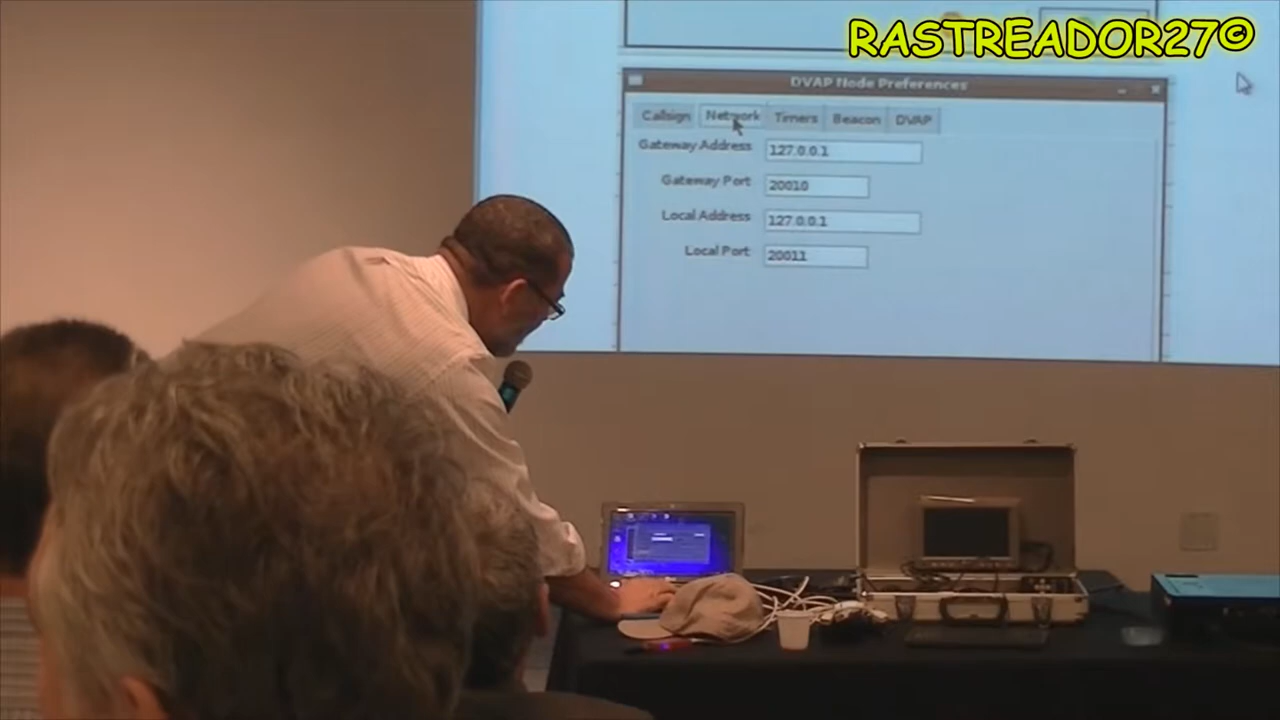 RASTREADOR27©
DVAP Node Preferences
Callsign Network Timers Beacon DVAP
Gateway Address 127.0.0.1
Gateway Port 20010
Local Address 127.0.0.1
Local Port 20011